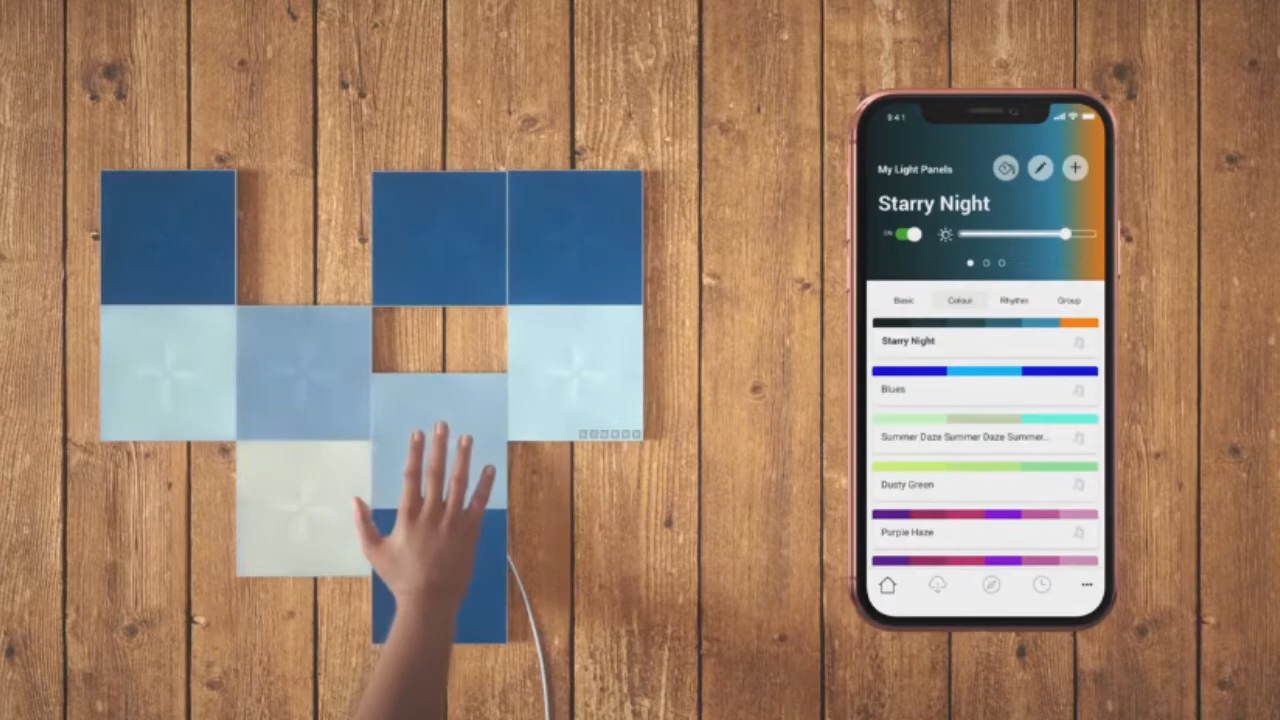 9:41
My Light Panels
Starry Night
ON
Basic Colour Rhythm Group
Starry Night
Blues
Summer Daze Summer Daze Summer...
Dusty Green
Purple Haze